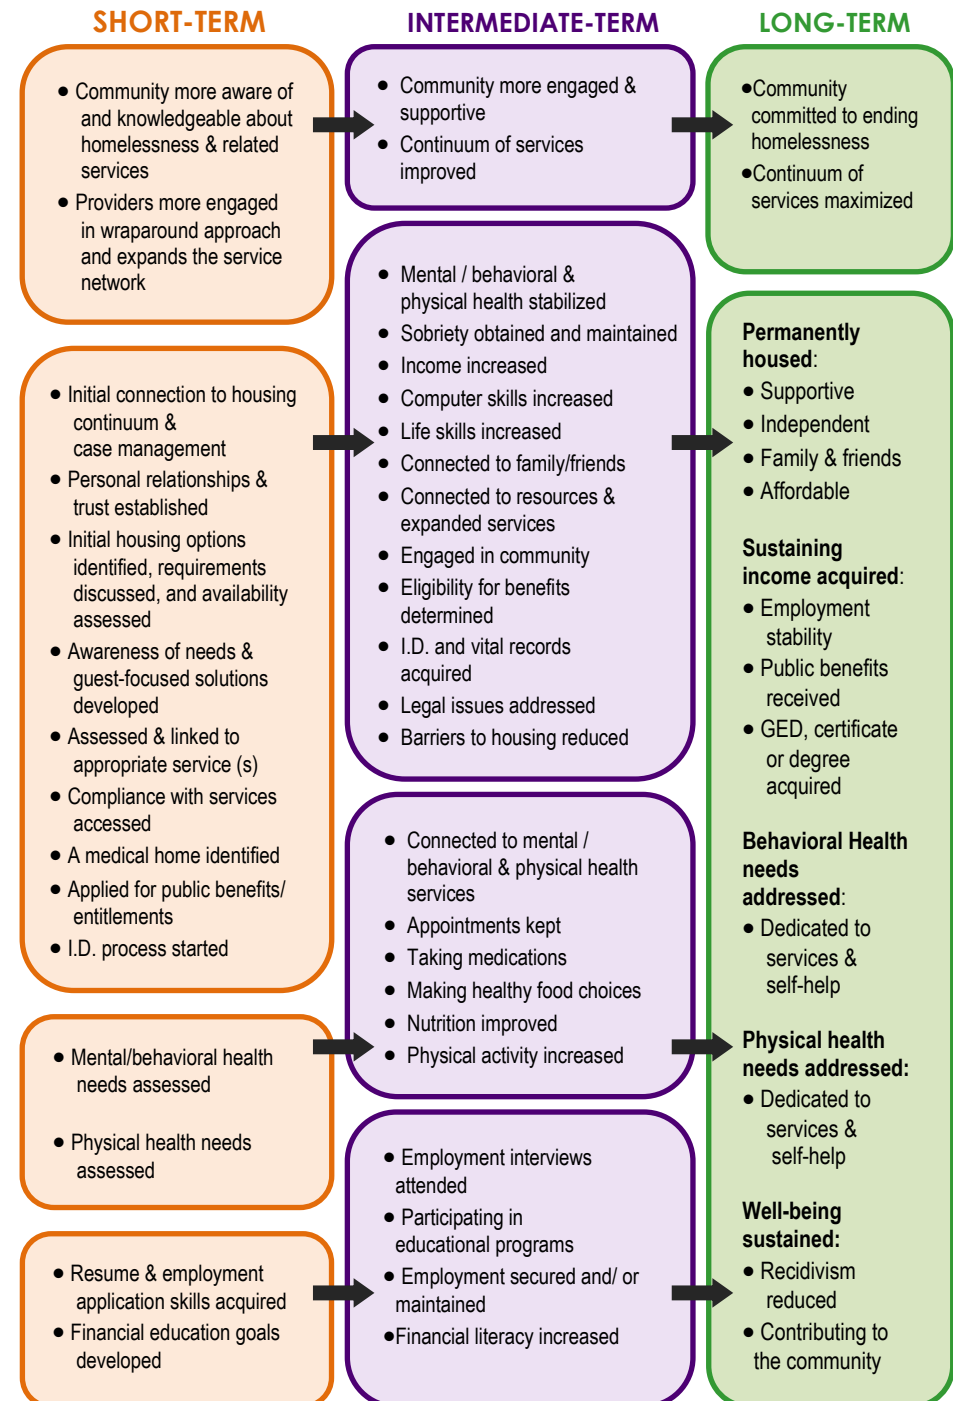 SHORT-TERM
• Community more aware of
and knowledgeable about
homelessness & related
services
• Providers more engaged
in wraparound approach
and expands the service
network
• Initial connection to housing
continuum &
case management
• Personal relationships &
trust established
• Initial housing options
identified, requirements
discussed, and availability
assessed
• Awareness of needs &
guest-focused solutions
developed
• Assessed & linked to
appropriate service (s)
• Compliance with services
accessed
• A medical home identified
• Applied for public benefits/
entitlements
• I.D. process started
• Mental/behavioral health
needs assessed
• Physical health needs
assessed
• Resume & employment
application skills acquired
• Financial education goals
developed
INTERMEDIATE-TERM
• Community more engaged &
supportive
• Continuum of services
improved
• Mental / behavioral &
physical health stabilized
• Sobriety obtained and maintained
• Income increased
• Computer skills increased
• Life skills increased
• Connected to family/friends
• Connected to resources &
expanded services
• Engaged in community
• Eligibility for benefits
determined
• I.D. and vital records
acquired
• Legal issues addressed
• Barriers to housing reduced
• Connected to mental /
behavioral & physical health
services
• Appointments kept
• Taking medications
• Making healthy food choices
• Nutrition improved
• Physical activity increased
• Employment interviews
attended
• Participating in
educational programs
• Employment secured and/ or
maintained
•Financial literacy increased
LONG-TERM
•Community
committed to ending
homelessness
•Continuum of
services maximized
Permanently
housed:
• Supportive
• Independent
• Family & friends
• Affordable
Sustaining
income acquired:
• Employment
stability
• Public benefits
received
• GED, certificate
or degree
acquired
Behavioral Health
needs
addressed:
• Dedicated to
services &
self-help
Physical health
needs addressed:
• Dedicated to
services &
self-help
Well-being
sustained:
• Recidivism
reduced
• Contributing to
the community